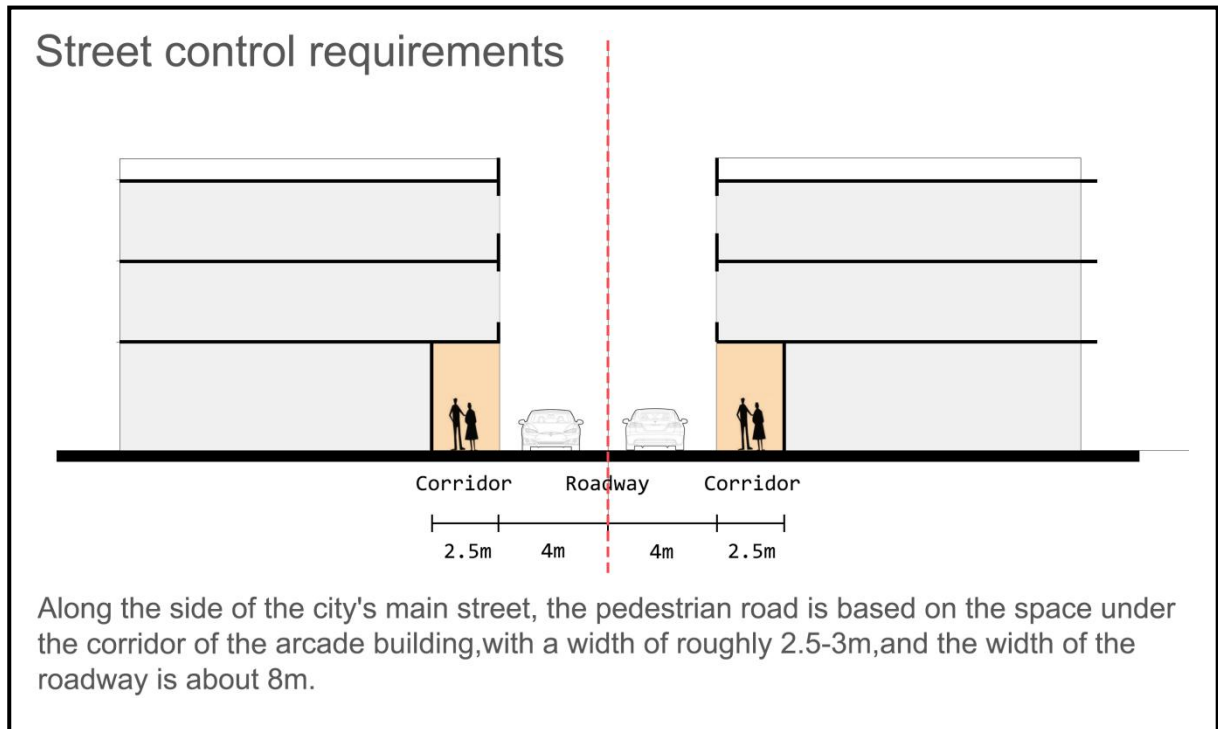 Street control requirements
Corridor Roadway Corridor
2.5m 4m 4m 2.5m
Along the side of the city's main street, the pedestrian road is based on the space under
the corridor of the arcade building,with a width of roughly 2.5-3m,and the width of the
roadway is about 8m.